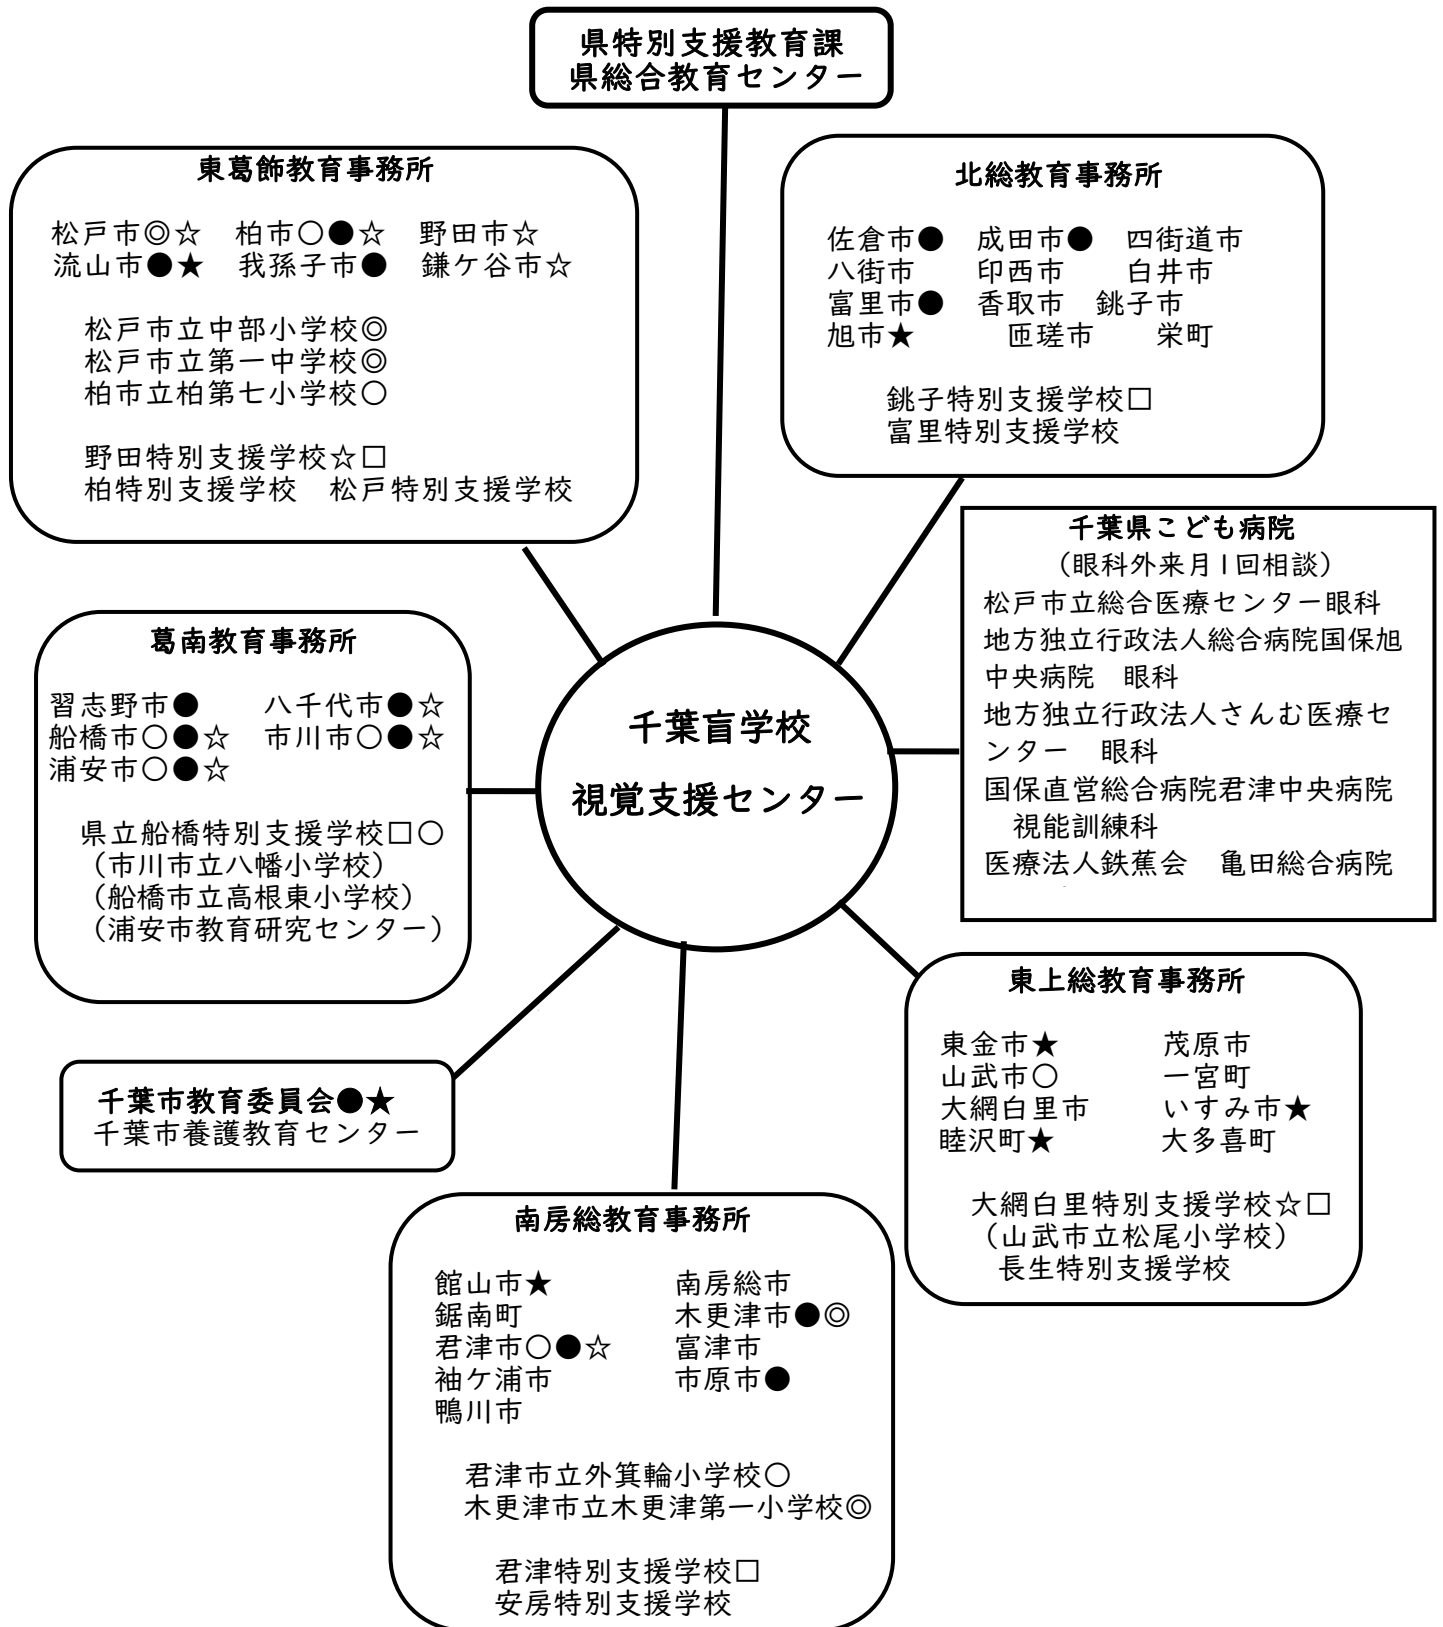 県特別支援教育課
県総合教育センター
東葛飾教育事務所
松戸市◎☆　柏市○●☆　野田市☆
流山市●★　我孫子市●　鎌ケ谷市☆
松戸市立中部小学校◎
松戸市立第一中学校◎
柏市立柏第七小学校○
野田特別支援学校☆□
柏特別支援学校　松戸特別支援学校
北総教育事務所
佐倉市●　成田市●　四街道市
八街市　印西市　白井市
富里市●　香取市　銚子市
旭市★　匝瑳市　栄町
銚子特別支援学校□
富里特別支援学校
千葉県こども病院
（眼科外来月1回相談）
松戸市立総合医療センター眼科
地方独立行政法人総合病院国保旭
中央病院　眼科
地方独立行政法人さんむ医療セ
ンター　眼科
国保直営総合病院君津中央病院
視能訓練科
医療法人鉄蕉会　亀田総合病院
葛南教育事務所
習志野市●　八千代市●☆
船橋市○●☆　市川市○●☆
浦安市○●☆
県立船橋特別支援学校□○
（市川市立八幡小学校）
（船橋市立高根東小学校）
（浦安市教育研究センター）
千葉盲学校
視覚支援センター
東上総教育事務所
東金市★　茂原市
山武市○　一宮町
大網白里市　いすみ市★
睦沢町★　大多喜町
大網白里特別支援学校☆□
（山武市立松尾小学校）
長生特別支援学校
千葉市教育委員会●★
千葉市養護教育センター
南房総教育事務所
館山市★　南房総市
鋸南町　木更津市●◎
君津市○●☆　富津市
袖ケ浦市　市原市●
鴨川市
君津市立外箕輪小学校○
木更津市立木更津第一小学校◎
君津特別支援学校□
安房特別支援学校